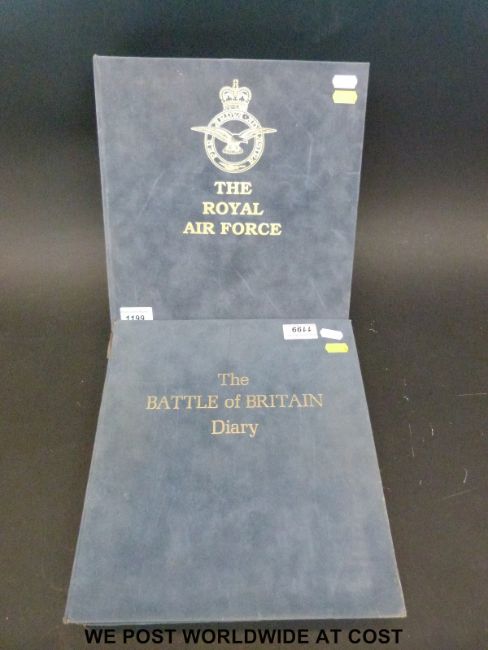 THE
ROYAL
AIR FORCE
1199
1199
The
BATTLE of BRITAIN
Diary
WE POST WORLDWIDE AT COST